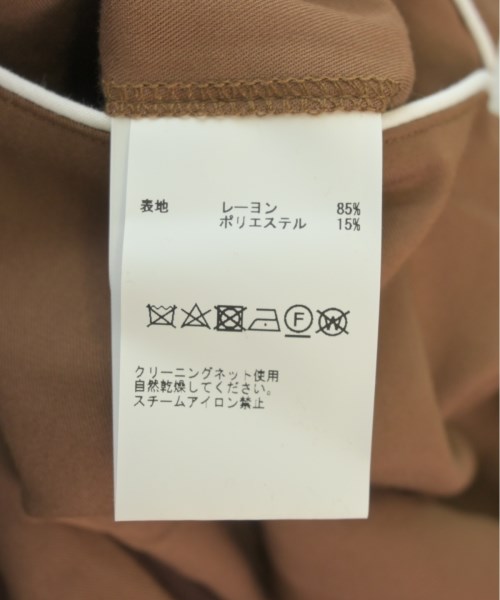 表地 レーヨン 85%
ポリエステル 15%
F W
クリーニングネット使用
自然乾燥してください。
スチームアイロン禁止